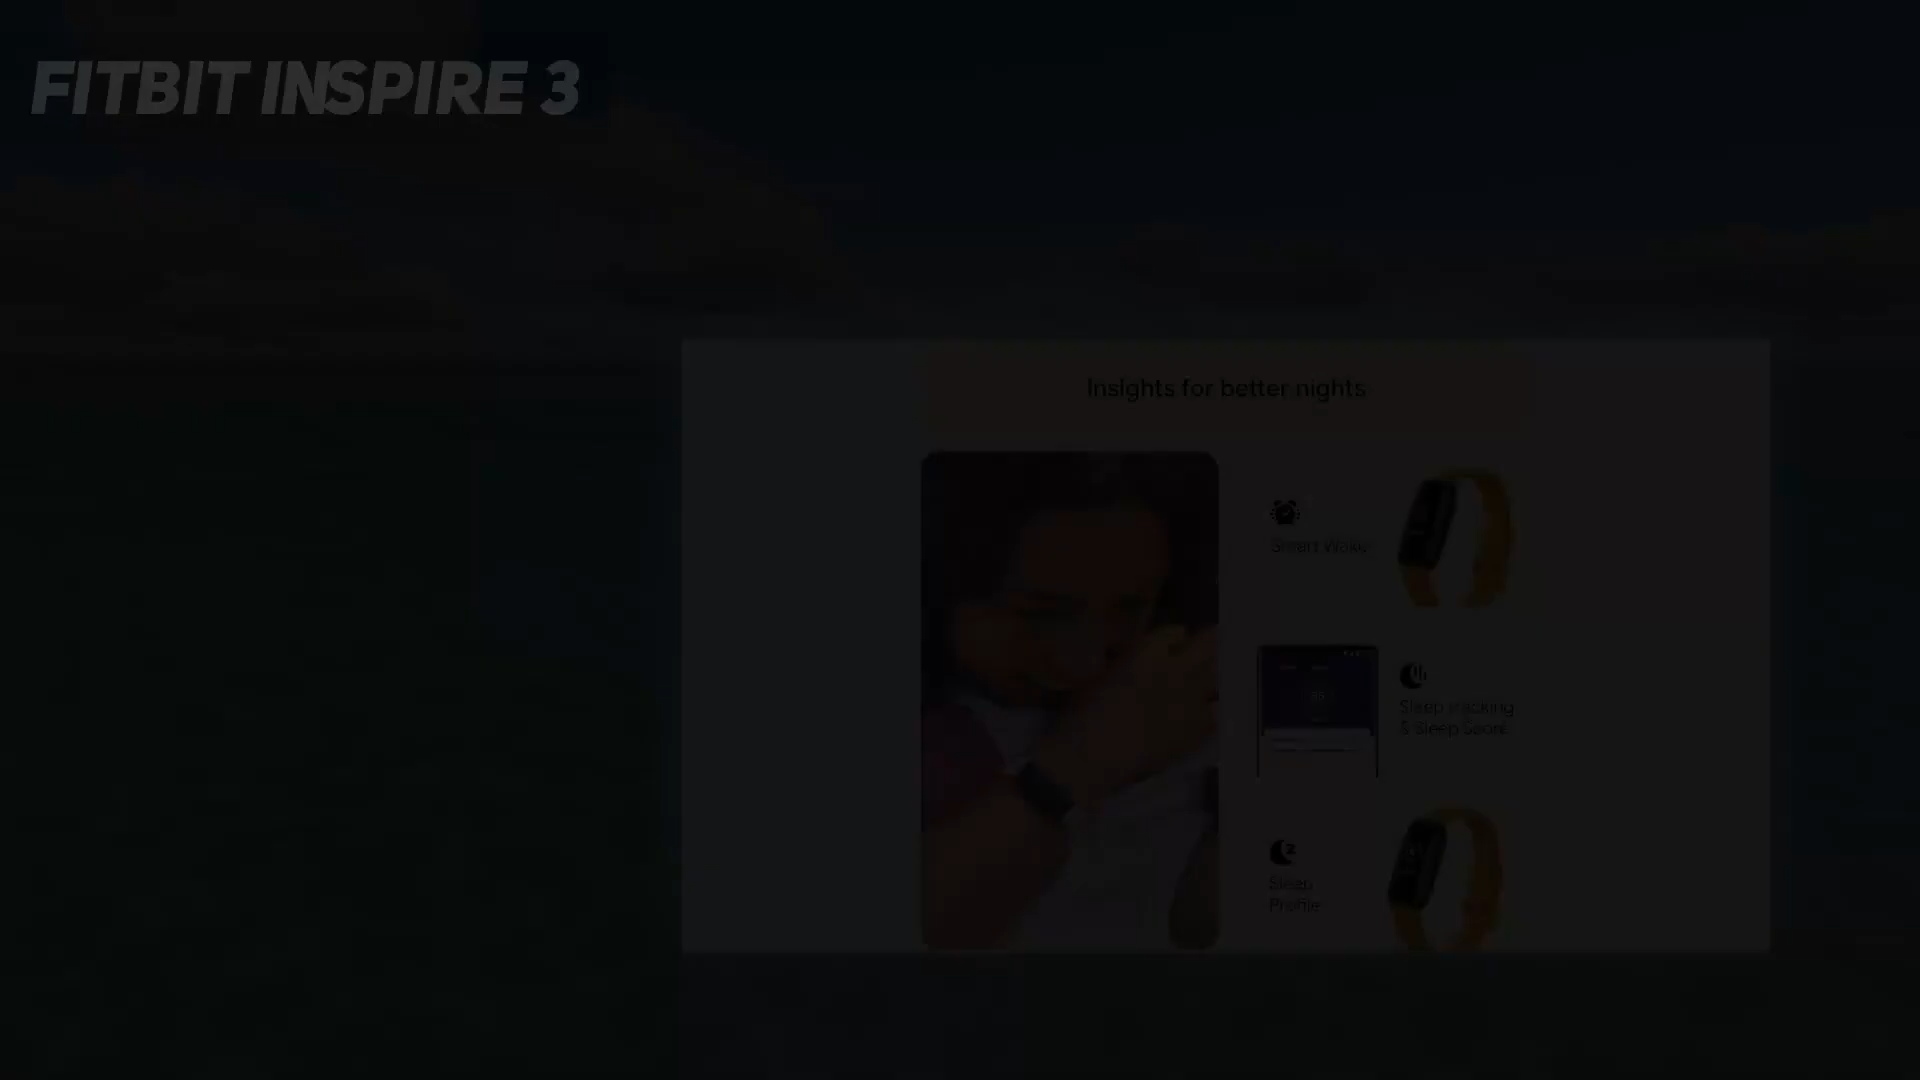 FITBIT INSPIRE 3
Insights for better nights
Smart Wake
Sleep tracking
& Sleep Score
Sleep
Profile